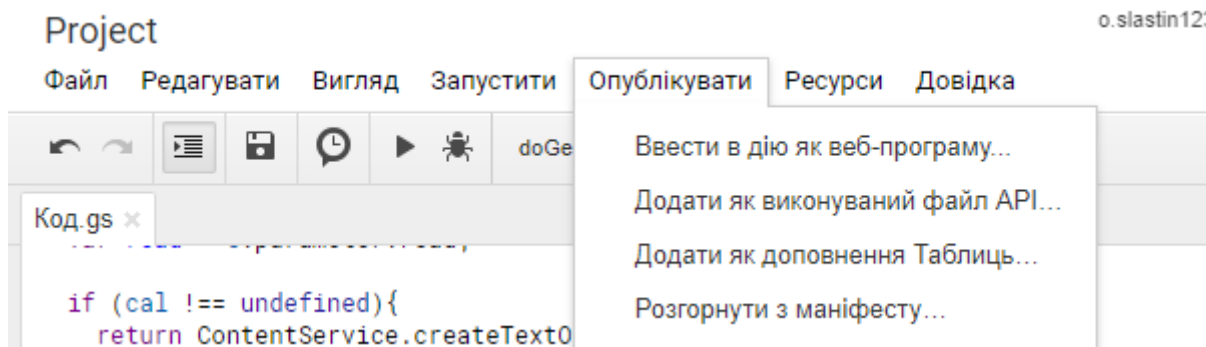 Project
o.slastin123
Файл Редагувати Вигляд Запустити Опублікувати Ресурси Довідка
doGe
Ввести в дію як веб-програму...
Додати як виконуваний файл API...
Код.gs ×
Додати як доповнення Таблиць...
if (cal !== undefined){
Розгорнути з маніфесту...
return ContentService.createTextO